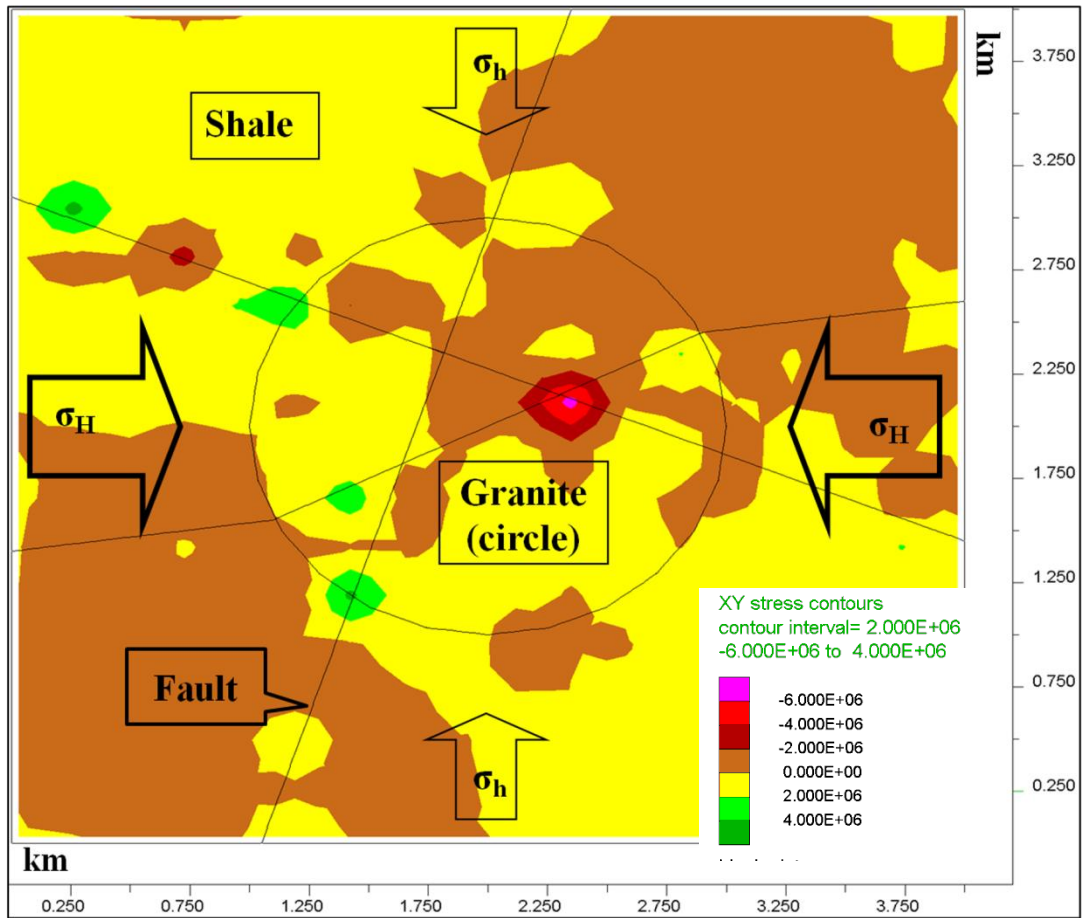 km
3.750
σh
Shale
3.250
2.750
2.250
σH
σH
1.750
Granite
(circle)
1.250
XY stress contours
contour interval= 2.000E+06
-6.000E+06 to 4.000E+06
-6.000E+06
-4.000E+06
-2.000E+06
0.000E+00
2.000E+06
4.000E+06
0.750
Fault
σh
0.250
km
0.250 0.750 1.250 1.750 2.250 2.750 3.250 3.750